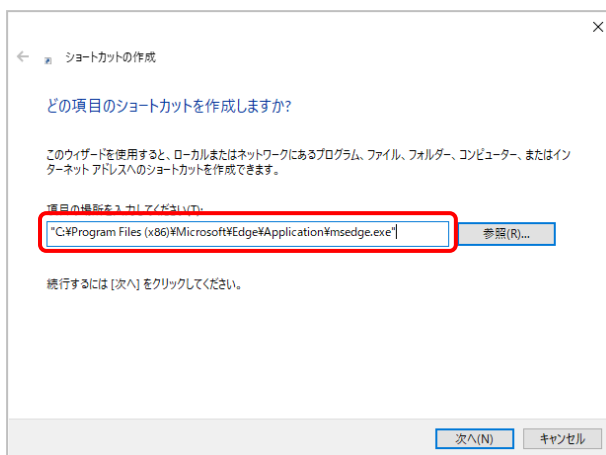 ショートカットの作成
どの項目のショートカットを作成しますか?
このウィザードを使用すると、ローカルまたはネットワークにあるプログラム、ファイル、フォルダー、コンピューター、またはイン
ターネット アドレスへのショートカットを作成できます。
項目の場所を入力してください(T):
"C:¥Program Files (x86)¥Microsoft¥Edge¥Application¥msedge.exe"
参照(R)...
続行するには [次へ] をクリックしてください。
次へ(N)
キャンセル